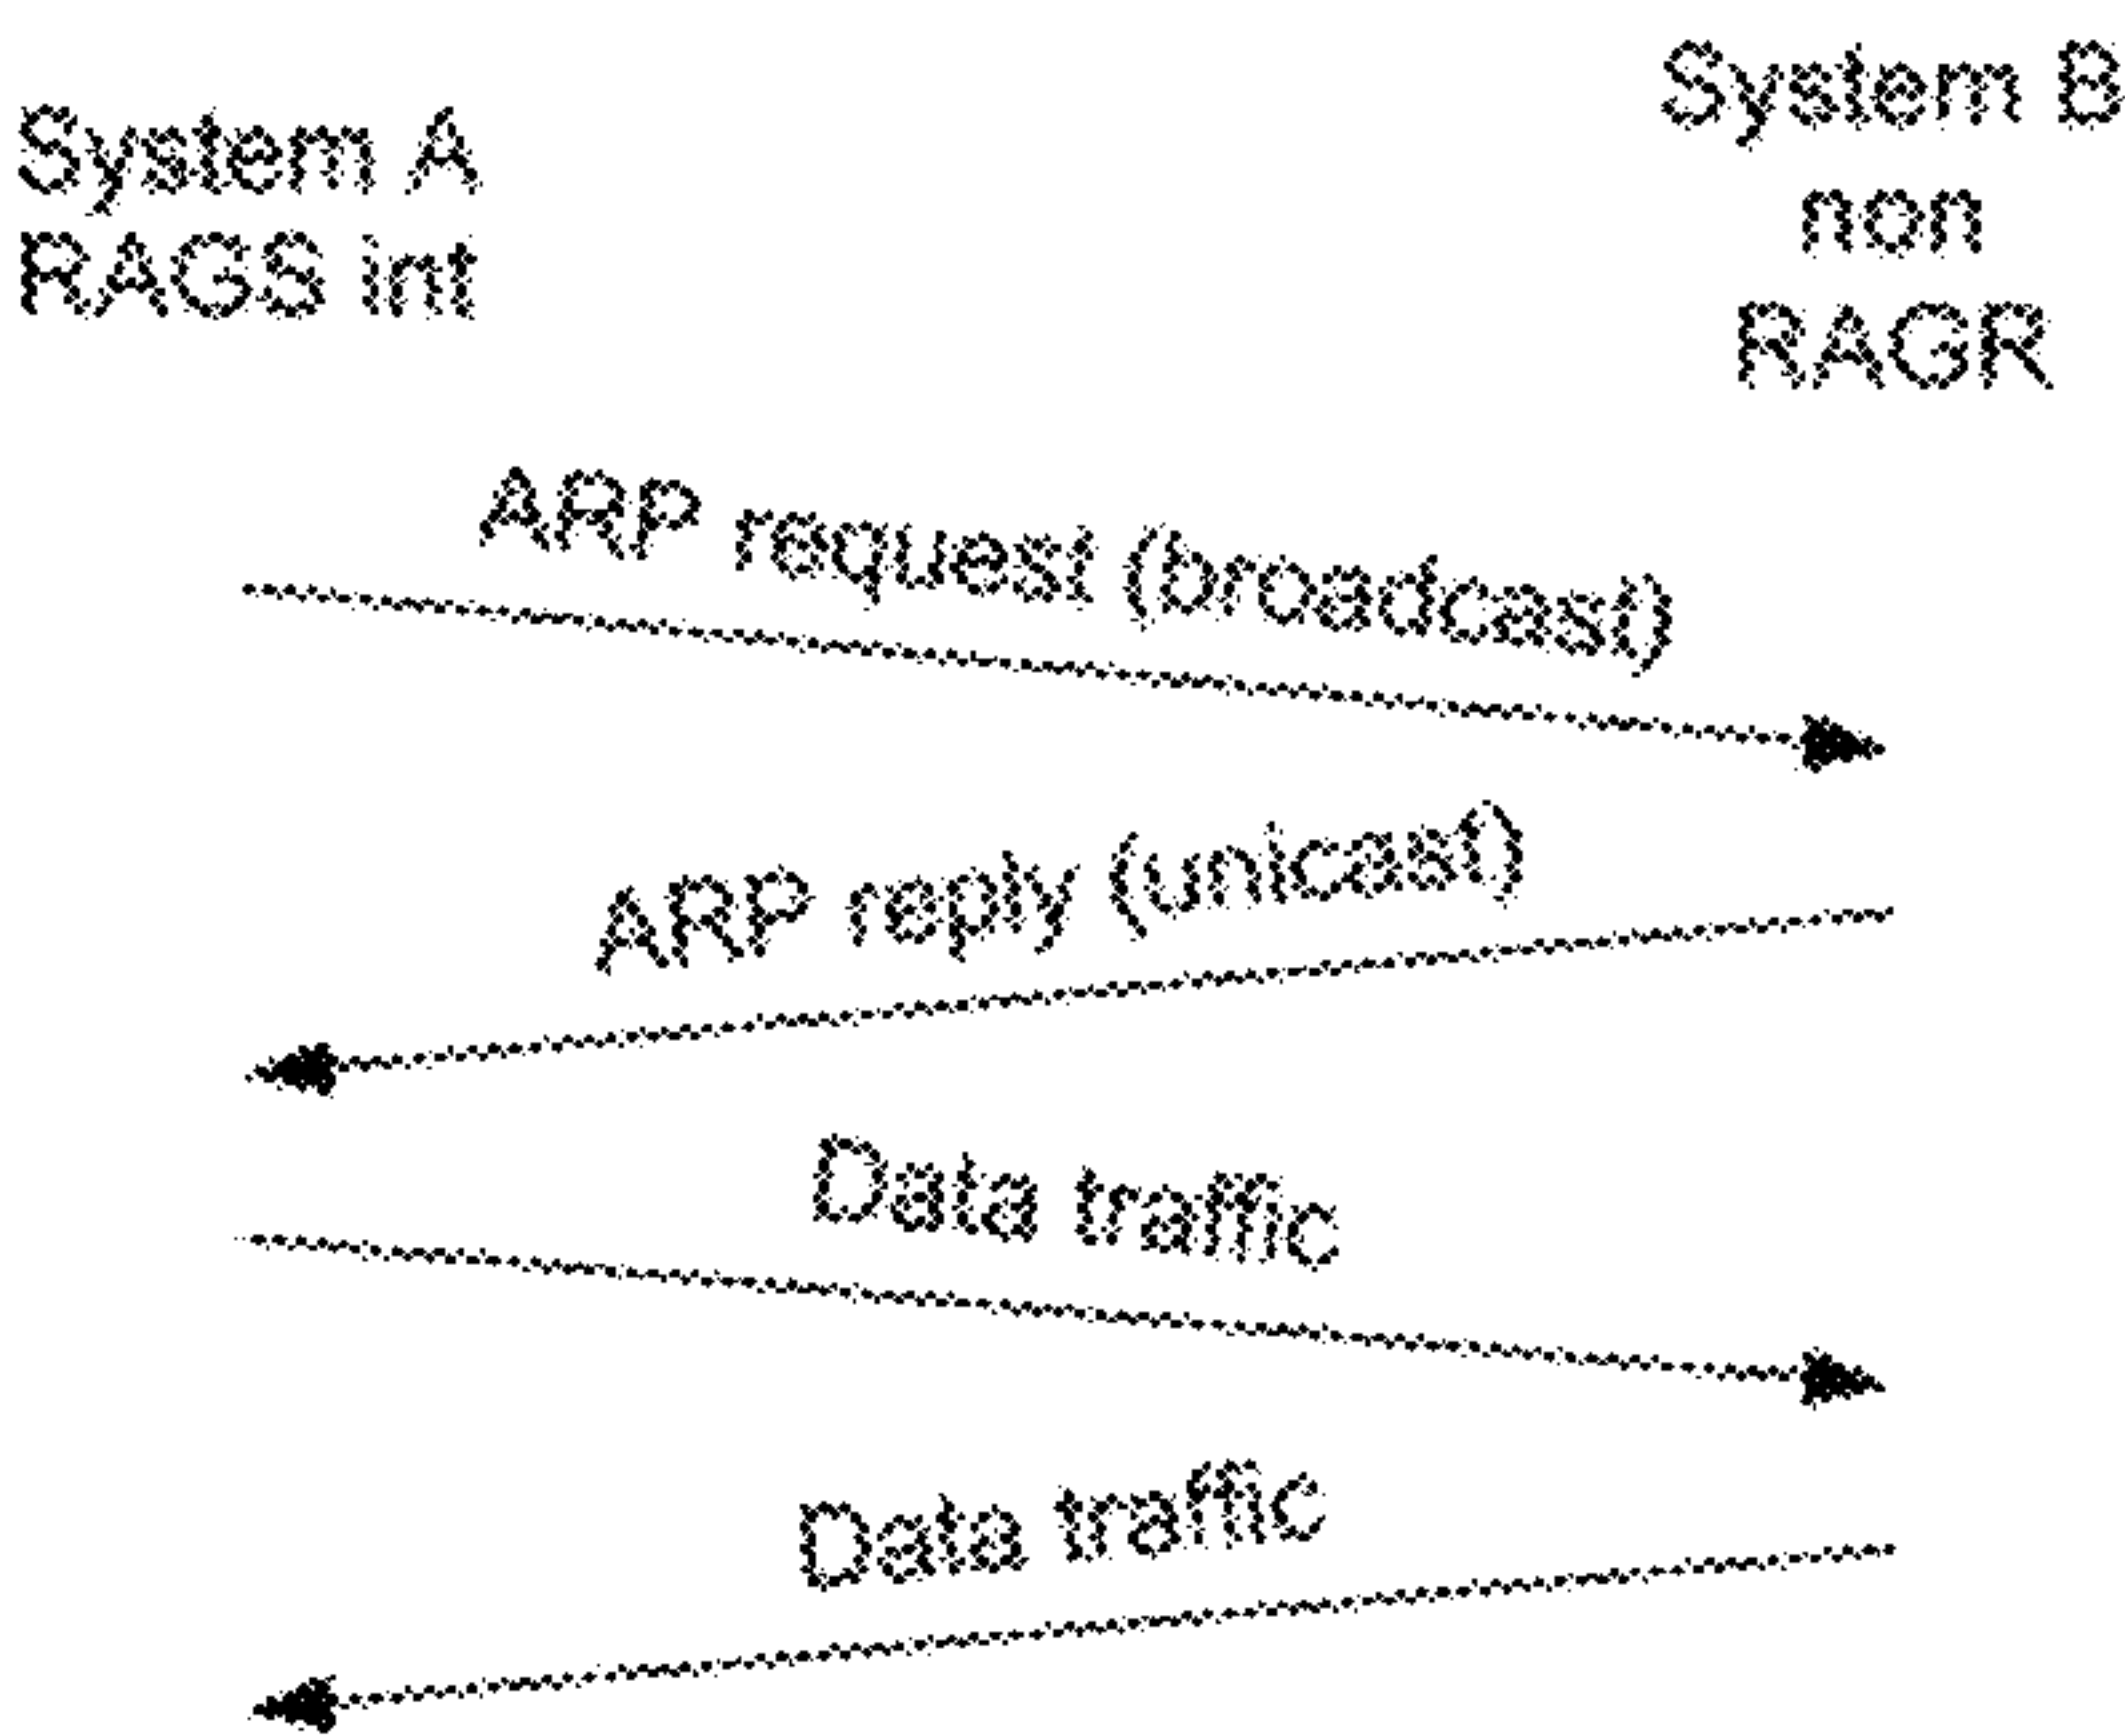 System A
RAGS int
System B
non
RAGR
ARP request (broadcast)
ARP reply (unicast)
Data traffic
Data traffic